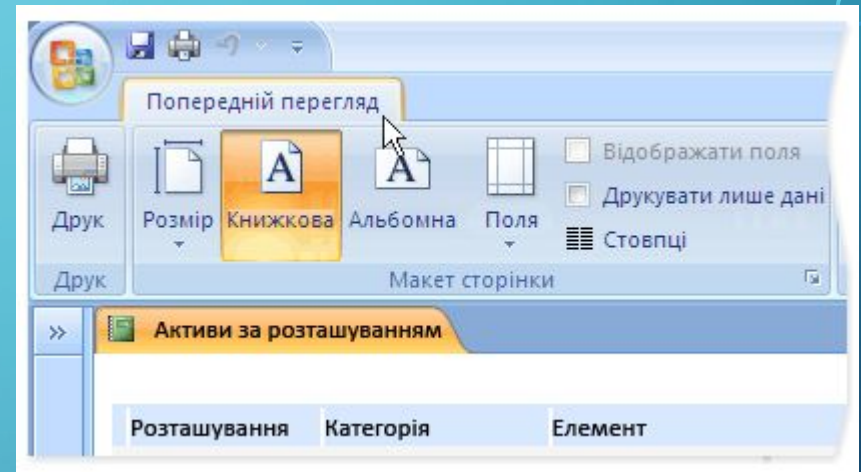 Попередній перегляд
Відображати поля
Друкувати лише дані
Друк Розмір Книжкова Альбомна Поля
Стовпці
Друк Макет сторінки
Активи за розташуванням
Розташування Категорія Елемент